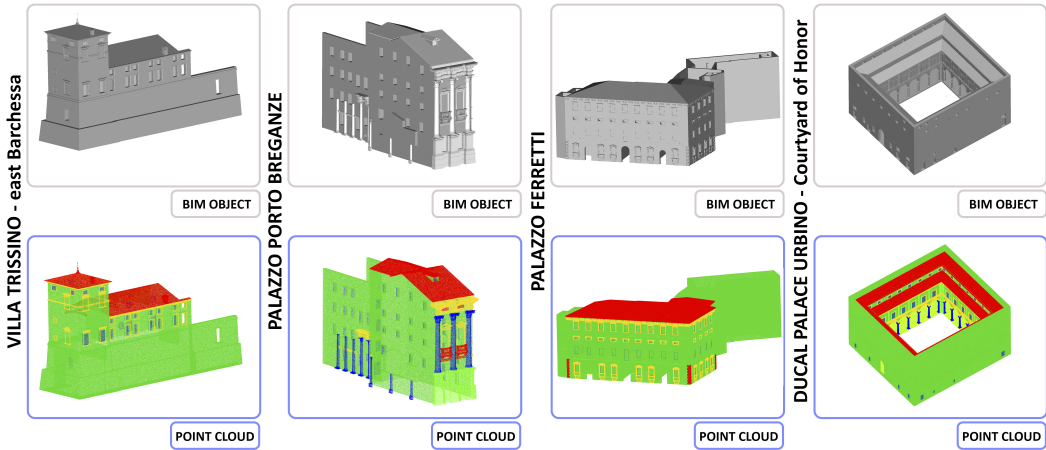 VILLA TRISSINO - east Barchessa
BIM OBJECT
POINT CLOUD
PALAZZO PORTO BREGANZE
BIM OBJECT
POINT CLOUD
PALAZZO FERRETTI
BIM OBJECT
POINT CLOUD
DUCAL PALACE URBINO - Courtyard of Honor
BIM OBJECT
POINT CLOUD